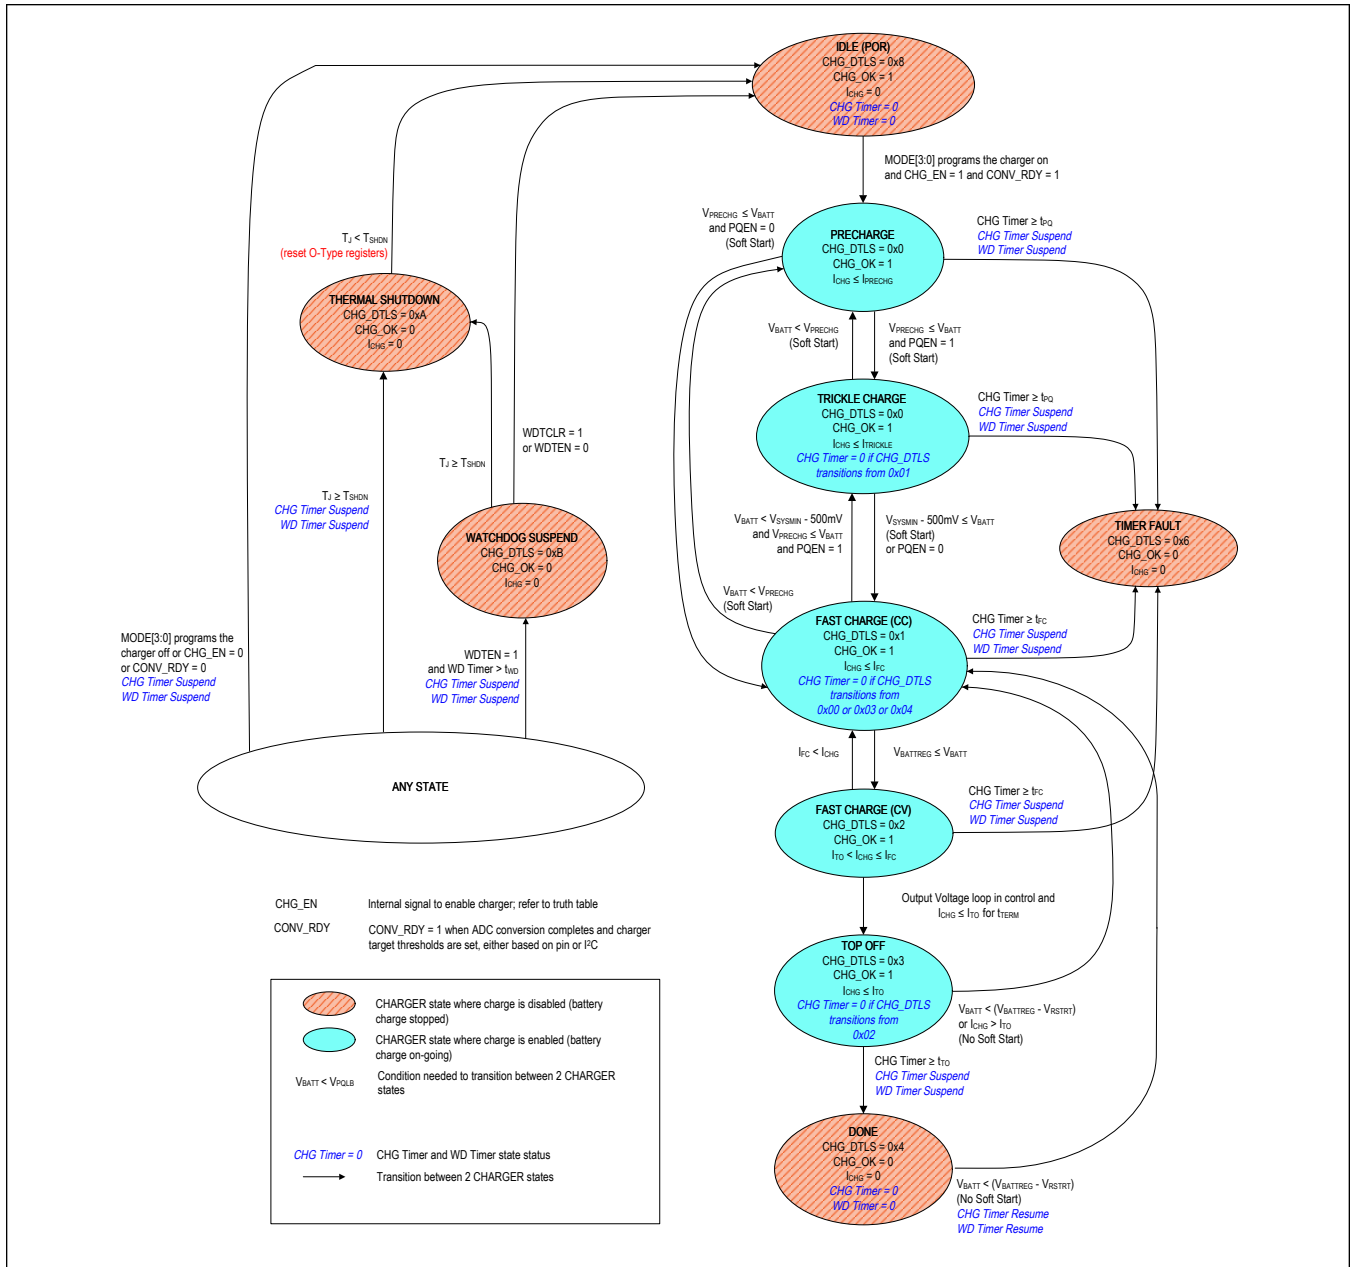 IDLE (POR)
CHG_DTLS = 0x8
CHG_OK = 1
ICHG = 0
CHG Timer = 0
WD Timer = 0
MODE[3:0] programs the charger on
and CHG_EN = 1 and CONV_RDY = 1
VPRECHG ≤ VBATT
and PQEN = 0
(Soft Start)
PRECHARGE
CHG_DTLS = 0x0
CHG_OK = 1
ICHG ≤ IPRECHG
CHG Timer ≥ tPQ
CHG Timer Suspend
WD Timer Suspend
TJ < TSHDN
(reset O-Type registers)
THERMAL SHUTDOWN
CHG_DTLS = 0xA
CHG_OK = 0
ICHG = 0
VBATT < VPRECHG
(Soft Start)
VPRECHG ≤ VBATT
and PQEN = 1
(Soft Start)
TRICKLE CHARGE
CHG_DTLS = 0x0
CHG_OK = 1
ICHG ≤ ITRICKLE
CHG Timer = 0 if CHG_DTLS
transitions from 0x01
CHG Timer ≥ tPQ
CHG Timer Suspend
WD Timer Suspend
WDTCLR = 1
or WDTEN = 0
TJ ≥ TSHDN
TJ ≥ TSHDN
CHG Timer Suspend
WD Timer Suspend
WATCHDOG SUSPEND
CHG_DTLS = 0xB
CHG_OK = 0
ICHG = 0
VBATT < VSYSMIN - 500mV
and VPRECHG ≤ VBATT
and PQEN = 1
VSYSMIN - 500mV ≤ VBATT
(Soft Start)
or PQEN = 0
TIMER FAULT
CHG_DTLS = 0x6
CHG_OK = 0
ICHG = 0
VBATT < VPRECHG
(Soft Start)
FAST CHARGE (CC)
CHG_DTLS = 0x1
CHG_OK = 1
ICHG ≤ IFC
CHG Timer = 0 if CHG_DTLS
transitions from
0x00 or 0x03 or 0x04
CHG Timer ≥ tFC
CHG Timer Suspend
WD Timer Suspend
MODE[3:0] programs the
charger off or CHG_EN = 0
or CONV_RDY = 0
CHG Timer Suspend
WD Timer Suspend
WDTEN = 1
and WD Timer > tWD
CHG Timer Suspend
WD Timer Suspend
ANY STATE
IFC < ICHG
VBATTREG ≤ VBATT
FAST CHARGE (CV)
CHG_DTLS = 0x2
CHG_OK = 1
ITO < ICHG ≤ IFC
CHG Timer ≥ tFC
CHG Timer Suspend
WD Timer Suspend
Output Voltage loop in control and
ICHG ≤ ITO for tTERM
CHG_EN Internal signal to enable charger; refer to truth table
CONV_RDY CONV_RDY = 1 when ADC conversion completes and charger
target thresholds are set, either based on pin or I²C
TOP OFF
CHG_DTLS = 0x3
CHG_OK = 1
ICHG ≤ ITO
CHG Timer = 0 if CHG_DTLS
transitions from
0x02
VBATT < (VBATTREG - VRSTRT)
or ICHG > ITO
(No Soft Start)
CHG Timer ≥ tTO
CHG Timer Suspend
WD Timer Suspend
DONE
CHG_DTLS = 0x4
CHG_OK = 0
ICHG = 0
CHG Timer = 0
WD Timer = 0
VBATT < (VBATTREG - VRSTRT)
(No Soft Start)
CHG Timer Resume
WD Timer Resume
CHARGER state where charge is disabled (battery
charge stopped)
CHARGER state where charge is enabled (battery
charge on-going)
VBATT < VPQLB Condition needed to transition between 2 CHARGER
states
CHG Timer = 0 CHG Timer and WD Timer state status
Transition between 2 CHARGER states